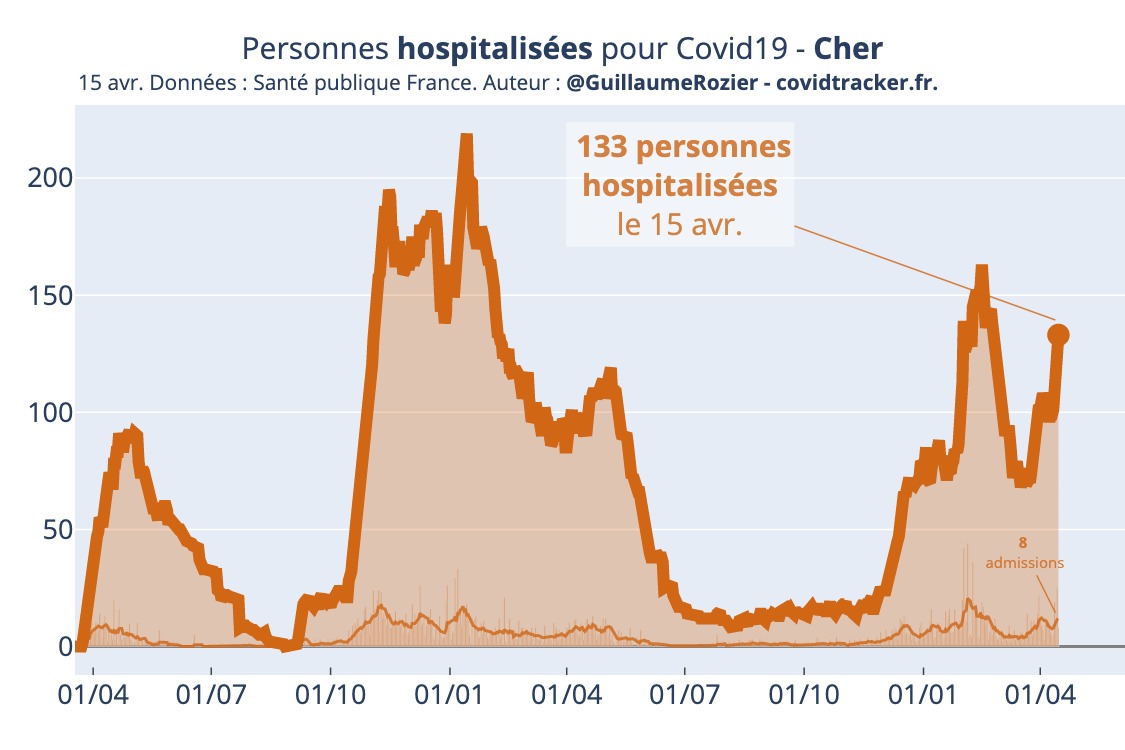 Personnes hospitalisées pour Covid19 - Cher
15 avr. Données : Santé publique France. Auteur : @GuillaumeRozier - covidtracker.fr.
133 personnes
hospitalisées
le 15 avr.
200
150
100
50
0
8
admissions
01/04 01/07 01/10 01/01 01/04 01/07 01/10 01/01 01/04